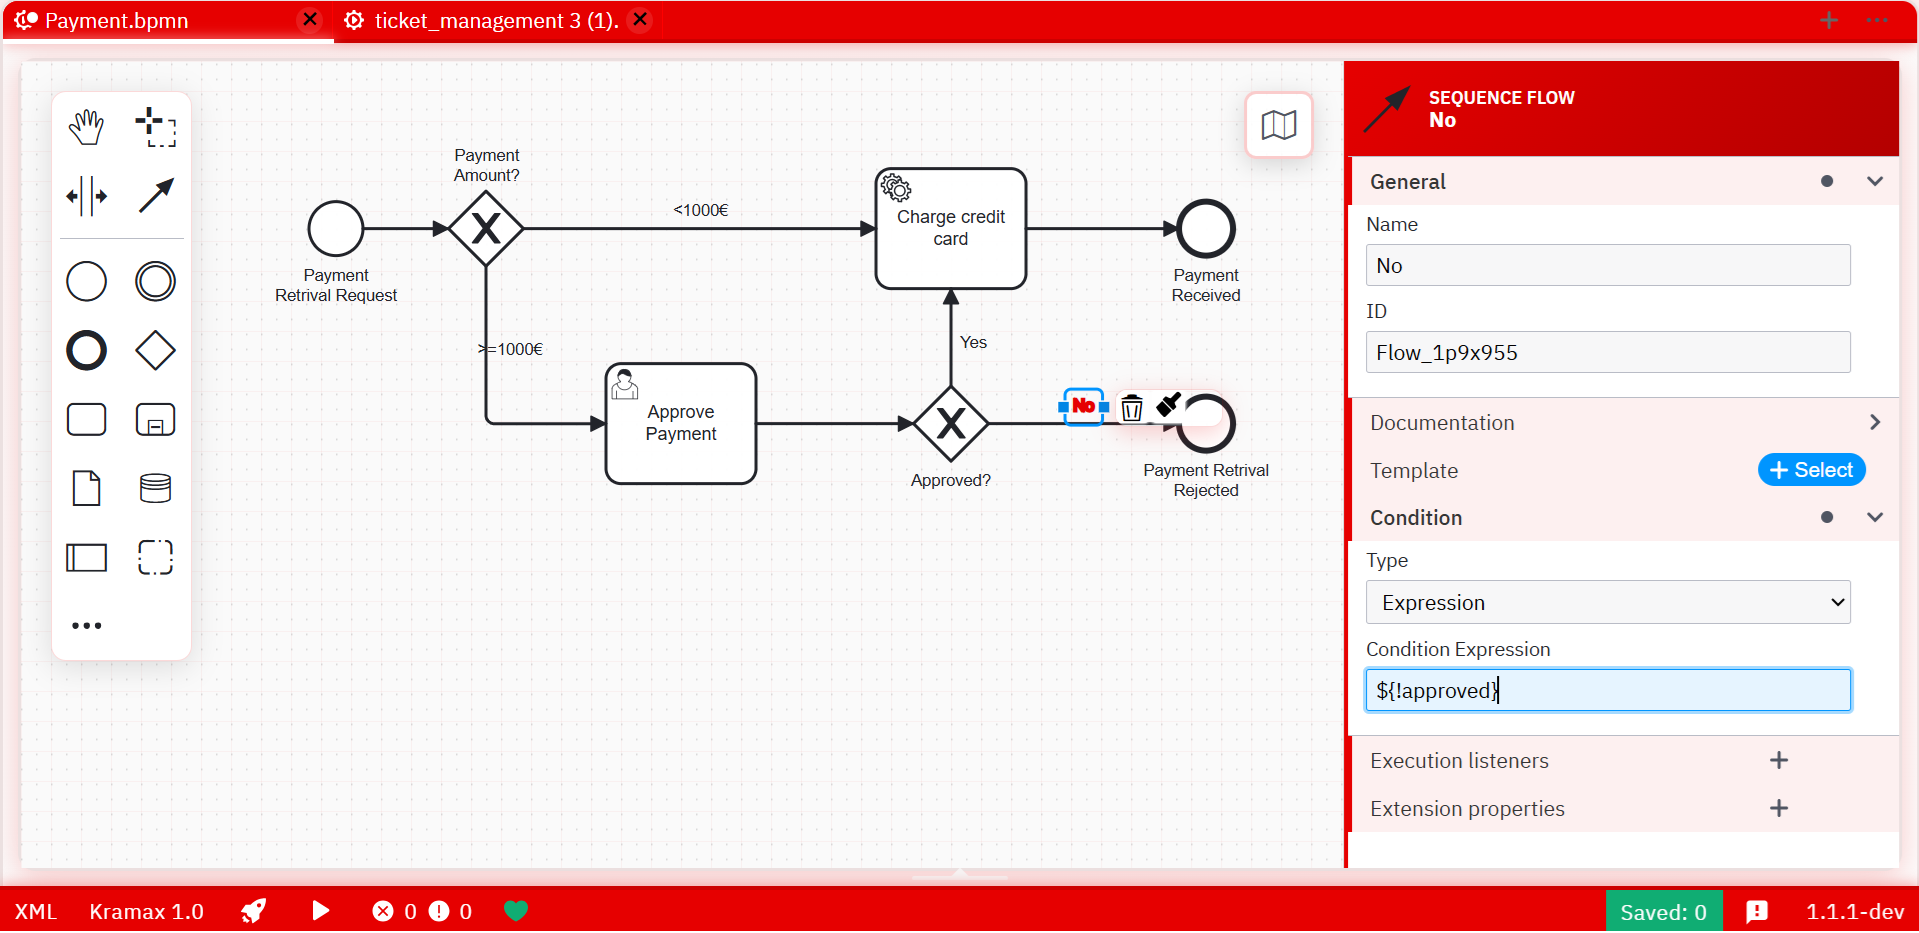 Payment.bpmn
ticket_management 3 (1).
SEQUENCE FLOW
No
General
Name
No
ID
Flow_1p9x955
Documentation
Template
Select
Condition
Type
Expression
Condition Expression
${!approved}
Execution listeners
Extension properties
Payment
Amount?
<1000€
Charge credit
card
Payment
Retrival Request
Payment
Received
>=1000€
Yes
Approve
Payment
No
Approved?
Payment Retrival
Rejected
XML
Kramax 1.0
0
0
Saved: 0
1.1.1-dev